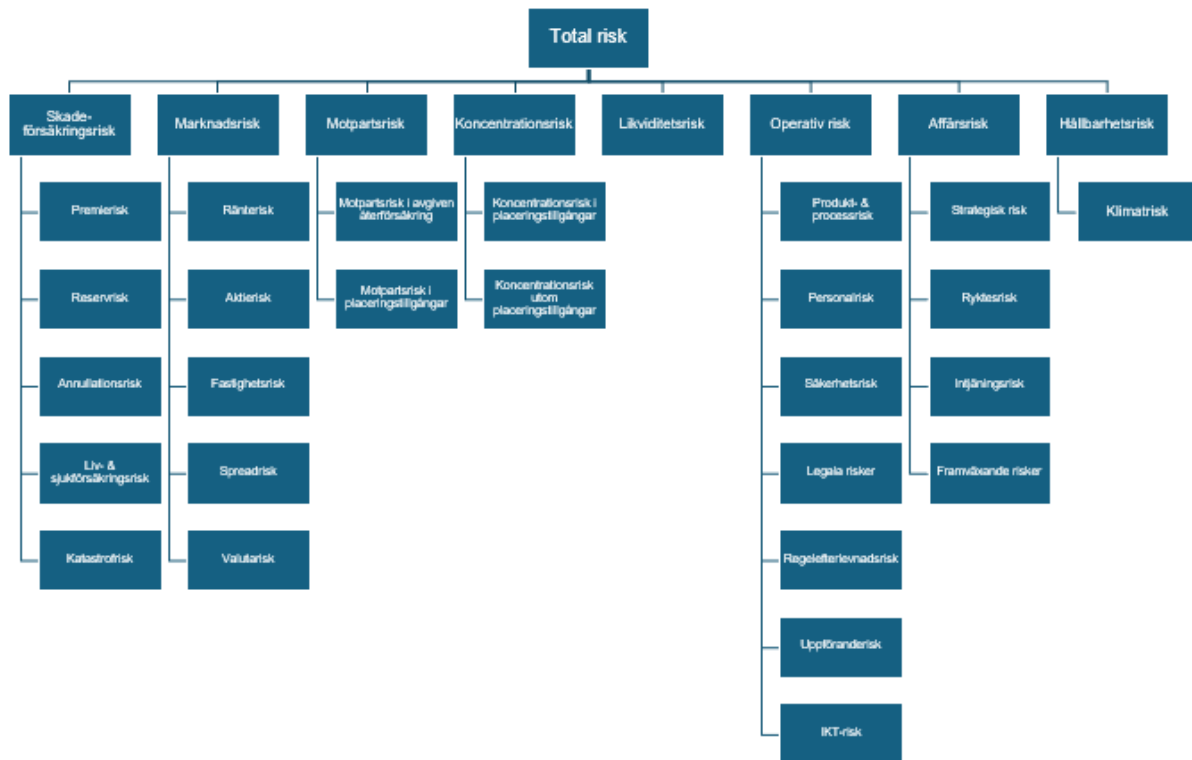 Total risk
Skade-
försäkringsrisk
Marknadsrisk
Motpartsrisk
Koncentrationsrisk
Likviditetsrisk
Operativ risk
Affärsrisk
Hållbarhetsrisk
Premierisk
Ränterisk
Motpartsrisk i avgiven
återförsäkring
Koncentrationsrisk i
placeringstillgångar
Produkt- &
processrisk
Strategisk risk
Klimatrisk
Reservrisk
Aktierisk
Motpartsrisk i
placeringstillgångar
Koncentrationsrisk
utom
placeringstillgångar
Personalrisk
Ryktesrisk
Annullationsrisk
Fastighetsrisk
Säkerhetsrisk
Intjäningsrisk
Liv- &
sjukförsäkringsrisk
Spreadrisk
Legala risker
Framväxande risker
Katastrofrisk
Valutarisk
Regelefterlevnadsrisk
Uppföranderisk
IKT-risk